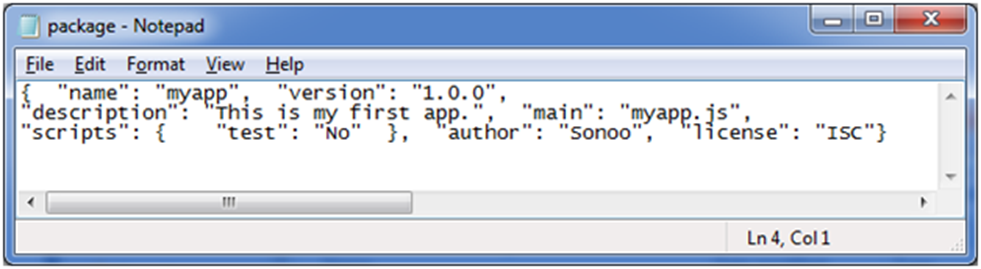 package - Notepad
File Edit Format View Help
{  "name": "myapp",  "version": "1.0.0",
"description": "This is my first app.",  "main": "myapp.js",
"scripts": {    "test": "No"  },  "author": "Sonoo",  "license": "ISC"}
Ln 4, Col 1